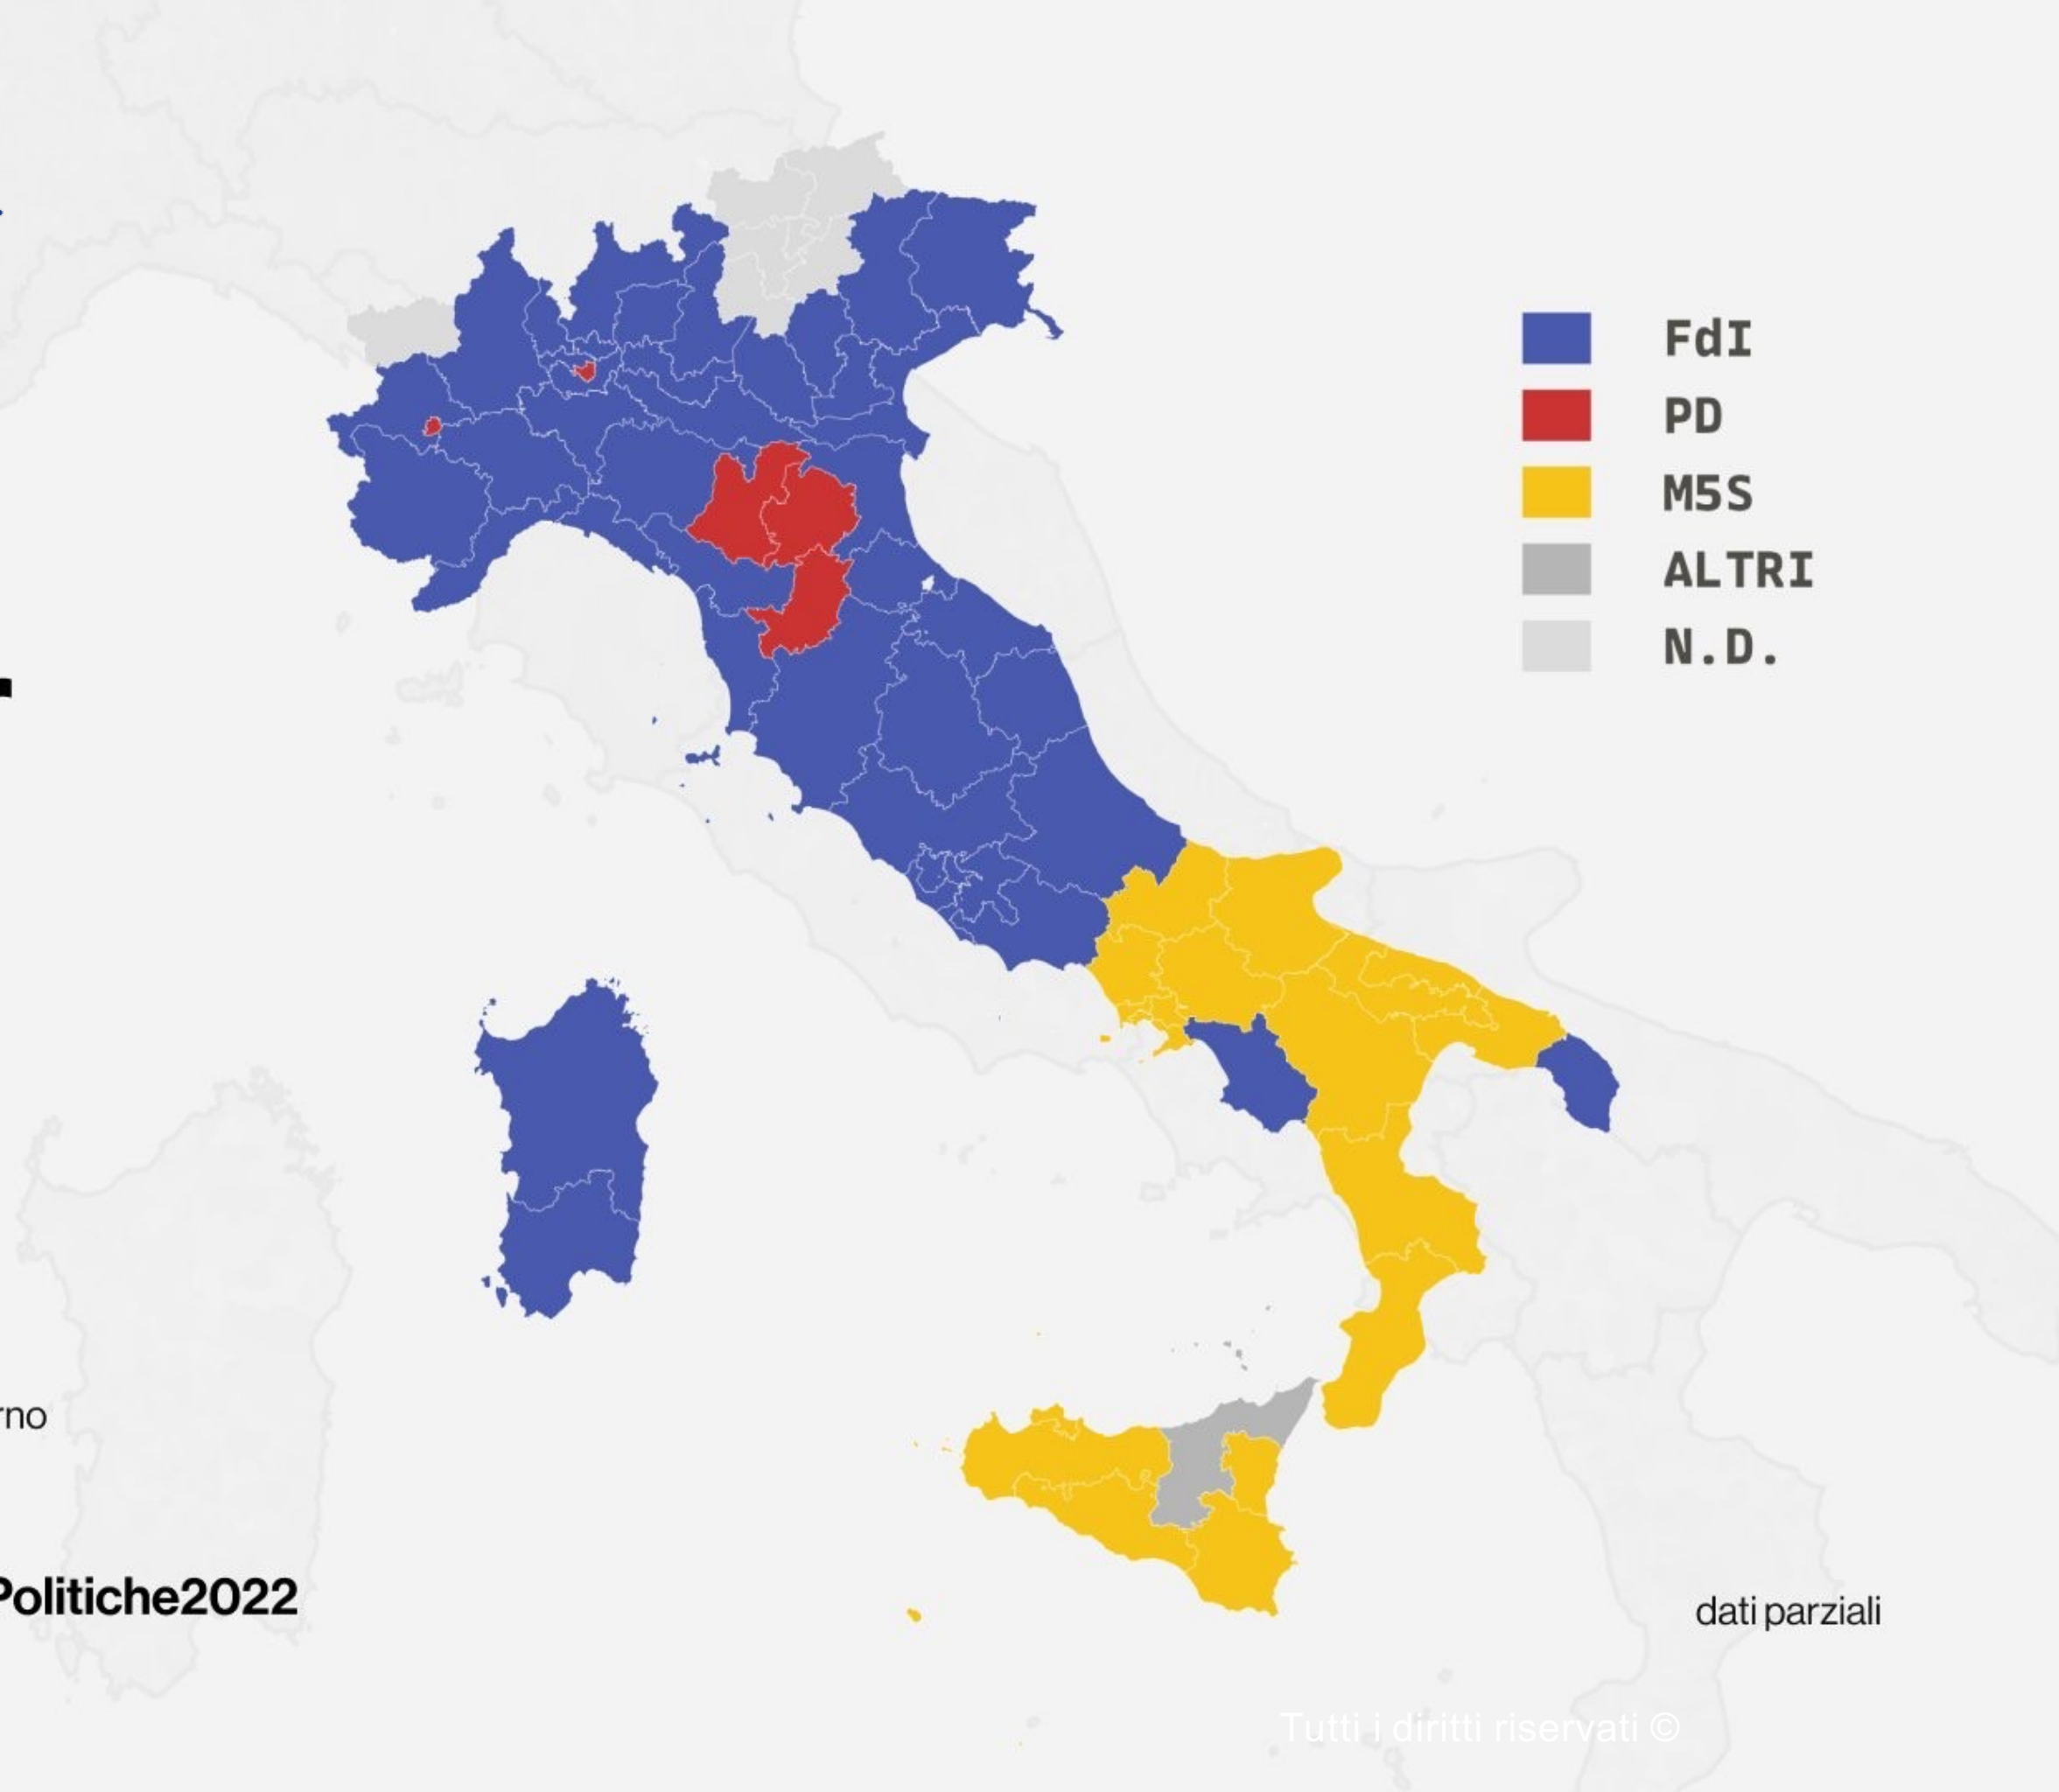 FdI
PD
M5S
ALTRI
N.D.
rno
Politiche2022
dati parziali
Tutti i diritti riservati ©